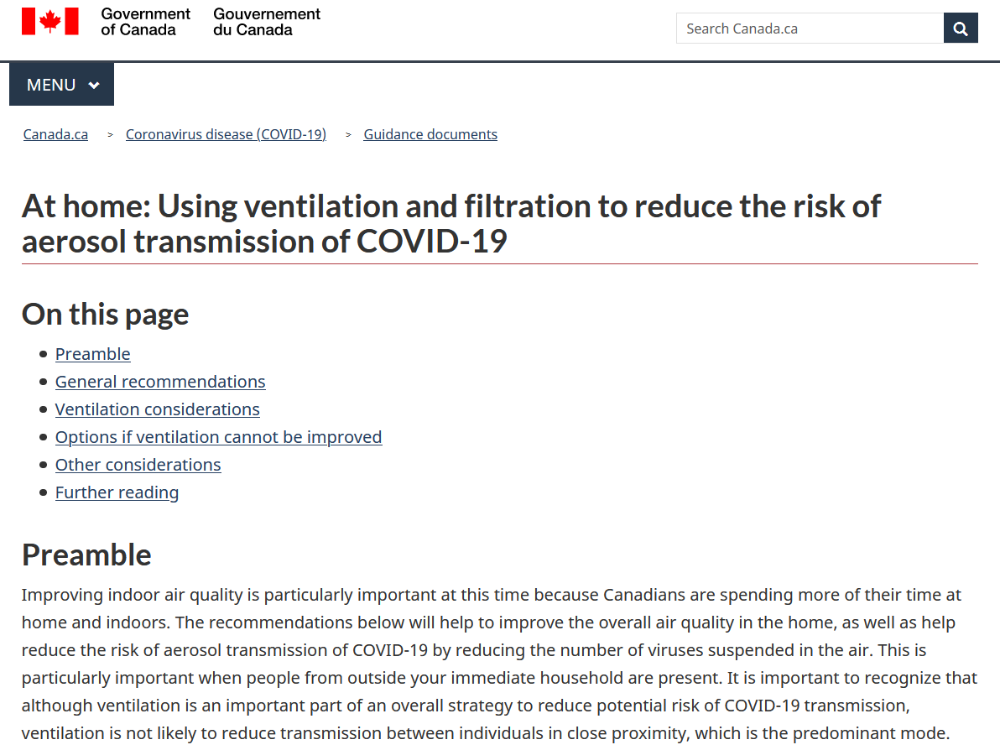 Government of Canada
Gouvernement du Canada
Search Canada.ca
MENU
Canada.ca > Coronavirus disease (COVID-19) > Guidance documents
At home: Using ventilation and filtration to reduce the risk of
aerosol transmission of COVID-19
On this page
Preamble
General recommendations
Ventilation considerations
Options if ventilation cannot be improved
Other considerations
Further reading
Preamble
Improving indoor air quality is particularly important at this time because Canadians are spending more of their time at
home and indoors. The recommendations below will help to improve the overall air quality in the home, as well as help
reduce the risk of aerosol transmission of COVID-19 by reducing the number of viruses suspended in the air. This is
particularly important when people from outside your immediate household are present. It is important to recognize that
although ventilation is an important part of an overall strategy to reduce potential risk of COVID-19 transmission,
ventilation is not likely to reduce transmission between individuals in close proximity, which is the predominant mode.